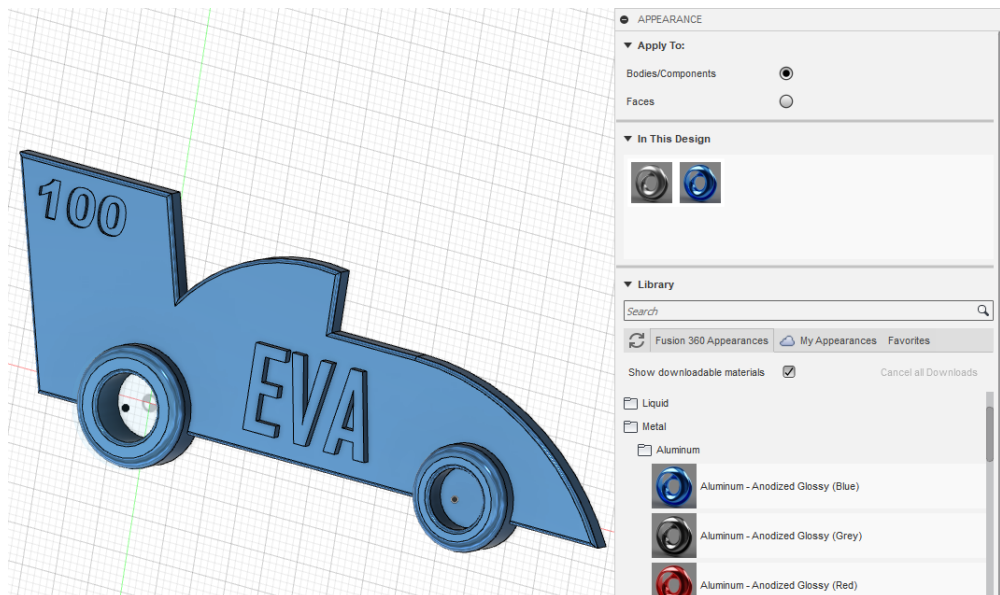 100
EVA
APPEARANCE
Apply To:
Bodies/Components
Faces
In This Design
Library
Search
Fusion 360 Appearances My Appearances Favorites
Show downloadable materials Cancel all Downloads
Liquid
Metal
Aluminum
Aluminum - Anodized Glossy (Blue)
Aluminum - Anodized Glossy (Grey)
Aluminum - Anodized Glossy (Red)